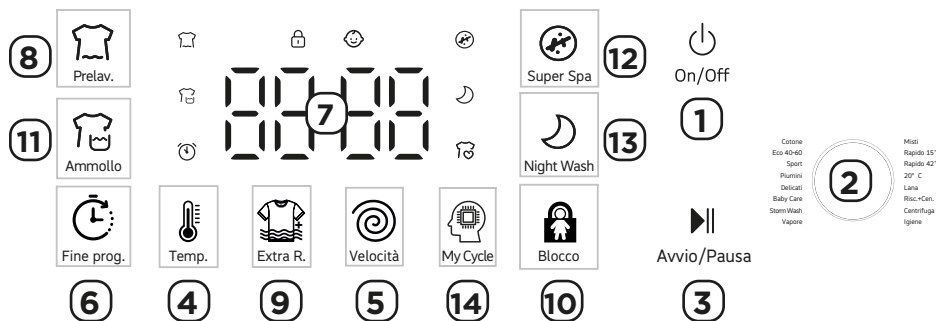 8
Prelav.
11
Ammollo
88:88
7
Super Spa
12
Night Wash
13
On/Off
1
Cotone
Eco 40-60
Sport
Piumini
Delicati
Baby Care
Storm Wash
Vapore
2
Misti
Rapido 15'
Rapido 42'
20° C
Lana
Risc.+Cen.
Centrifuga
Igiene
Fine prog.
Temp.
Extra R.
Velocità
My Cycle
Blocco
Avvio/Pausa
6
4
9
5
14
10
3